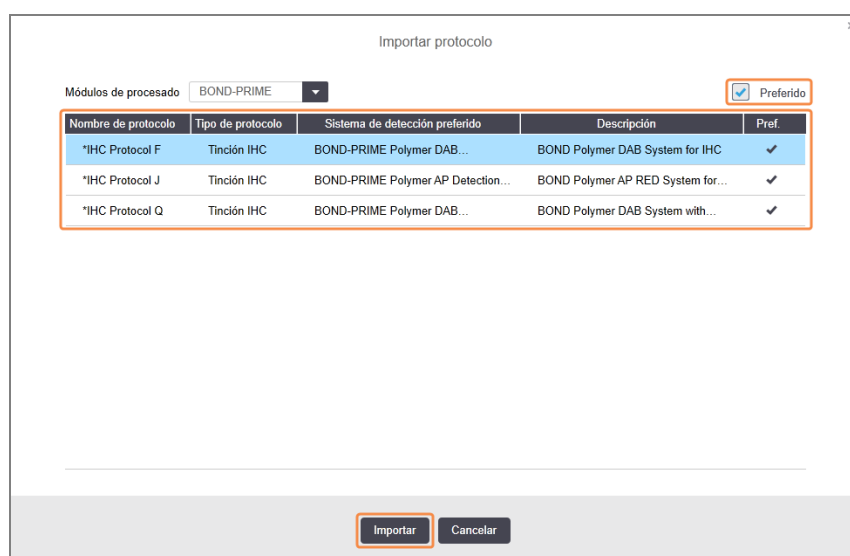 Importar protocolo
Módulos de procesado BOND-PRIME Preferido
Nombre de protocolo Tipo de protocolo Sistema de detección preferido Descripción Pref.
*IHC Protocol F Tinción IHC BOND-PRIME Polymer DAB... BOND Polymer DAB System for IHC
*IHC Protocol J Tinción IHC BOND-PRIME Polymer AP Detection... BOND Polymer AP RED System for...
*IHC Protocol Q Tinción IHC BOND-PRIME Polymer DAB... BOND Polymer DAB System with...
Importar Cancelar